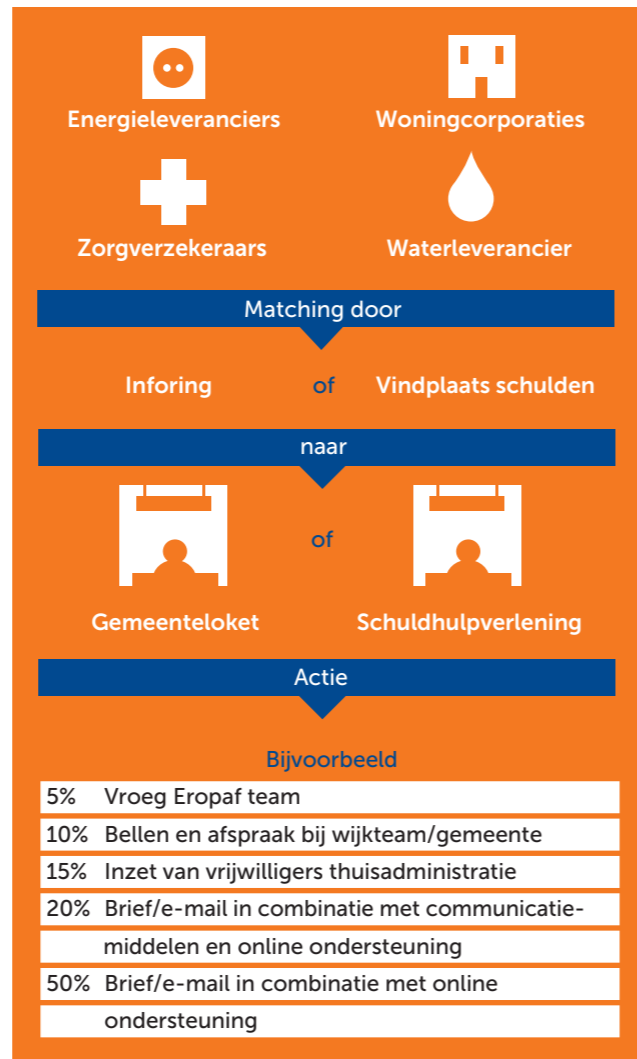 Energieleveranciers
Woningcorporaties
Zorgverzekeraars
Waterleverancier
Matching door
Inforing of Vindplaats schulden
naar
of
Gemeenteloket
Schuldhulpverlening
Actie
Bijvoorbeeld
5% Vroeg Eropaf team
10% Bellen en afspraak bij wijkteam/gemeente
15% Inzet van vrijwilligers thuisadministratie
20% Brief/e-mail in combinatie met communicatie-
middelen en online ondersteuning
50% Brief/e-mail in combinatie met online
ondersteuning